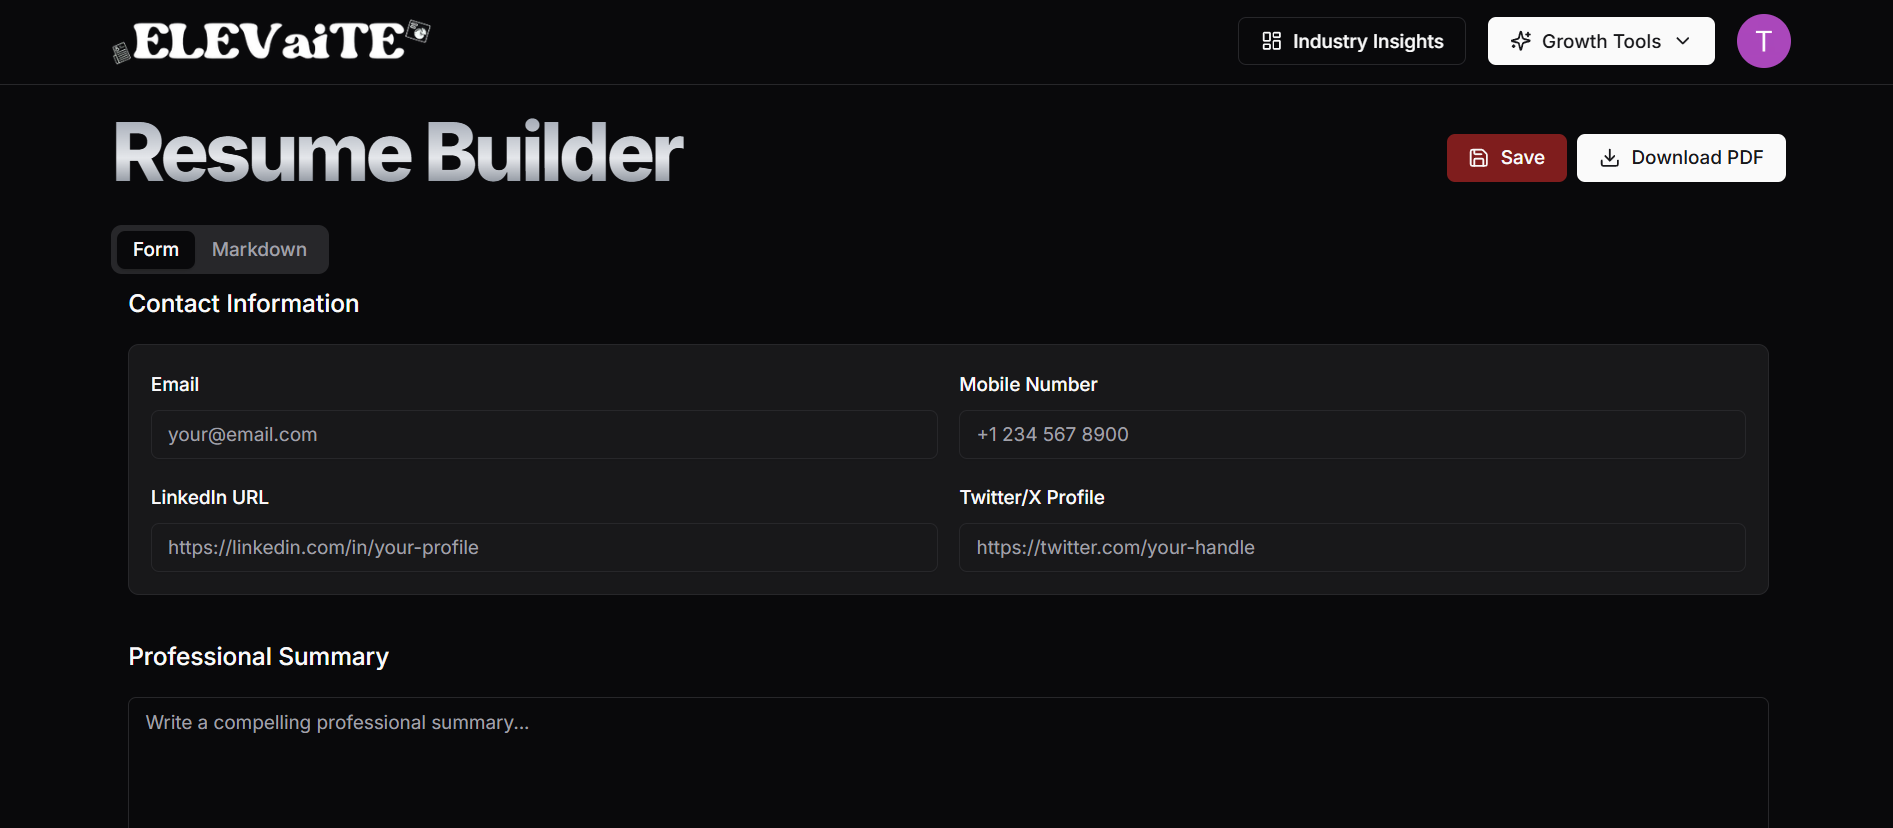 ELEVaiTE
Industry Insights
Growth Tools
T
Resume Builder
Save
Download PDF
Form
Markdown
Contact Information
Email
Mobile Number
your@email.com
+1 234 567 8900
LinkedIn URL
Twitter/X Profile
https://linkedin.com/in/your-profile
https://twitter.com/your-handle
Professional Summary
Write a compelling professional summary...